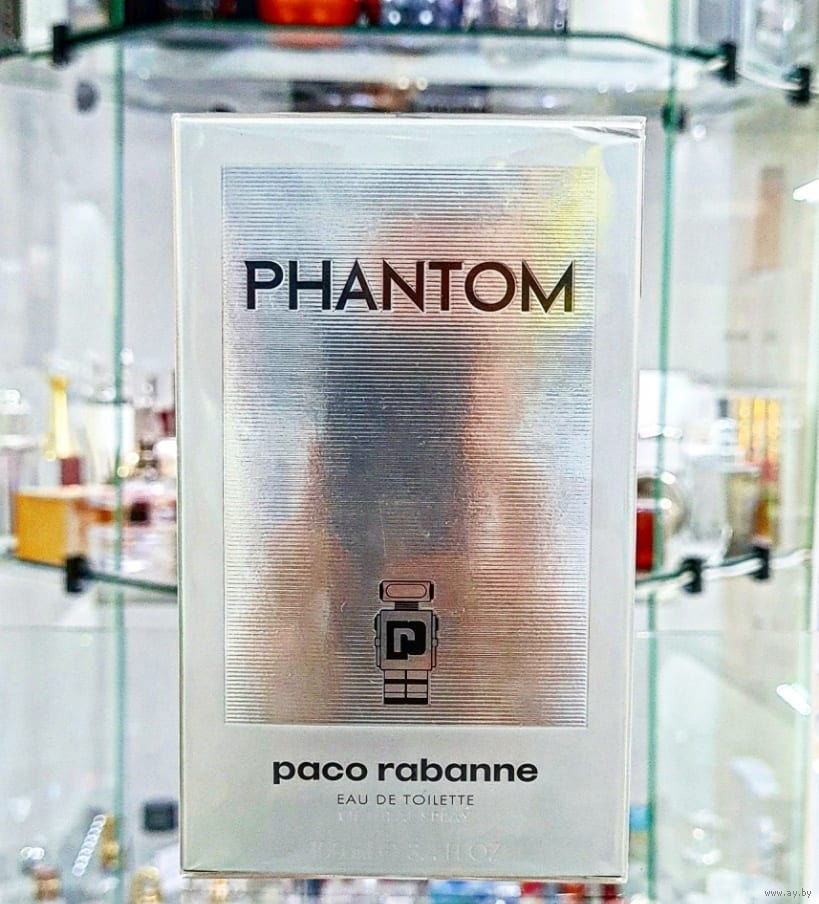 PHANTOM
P
paco rabanne
EAU DE TOILETTE
www.ay.by